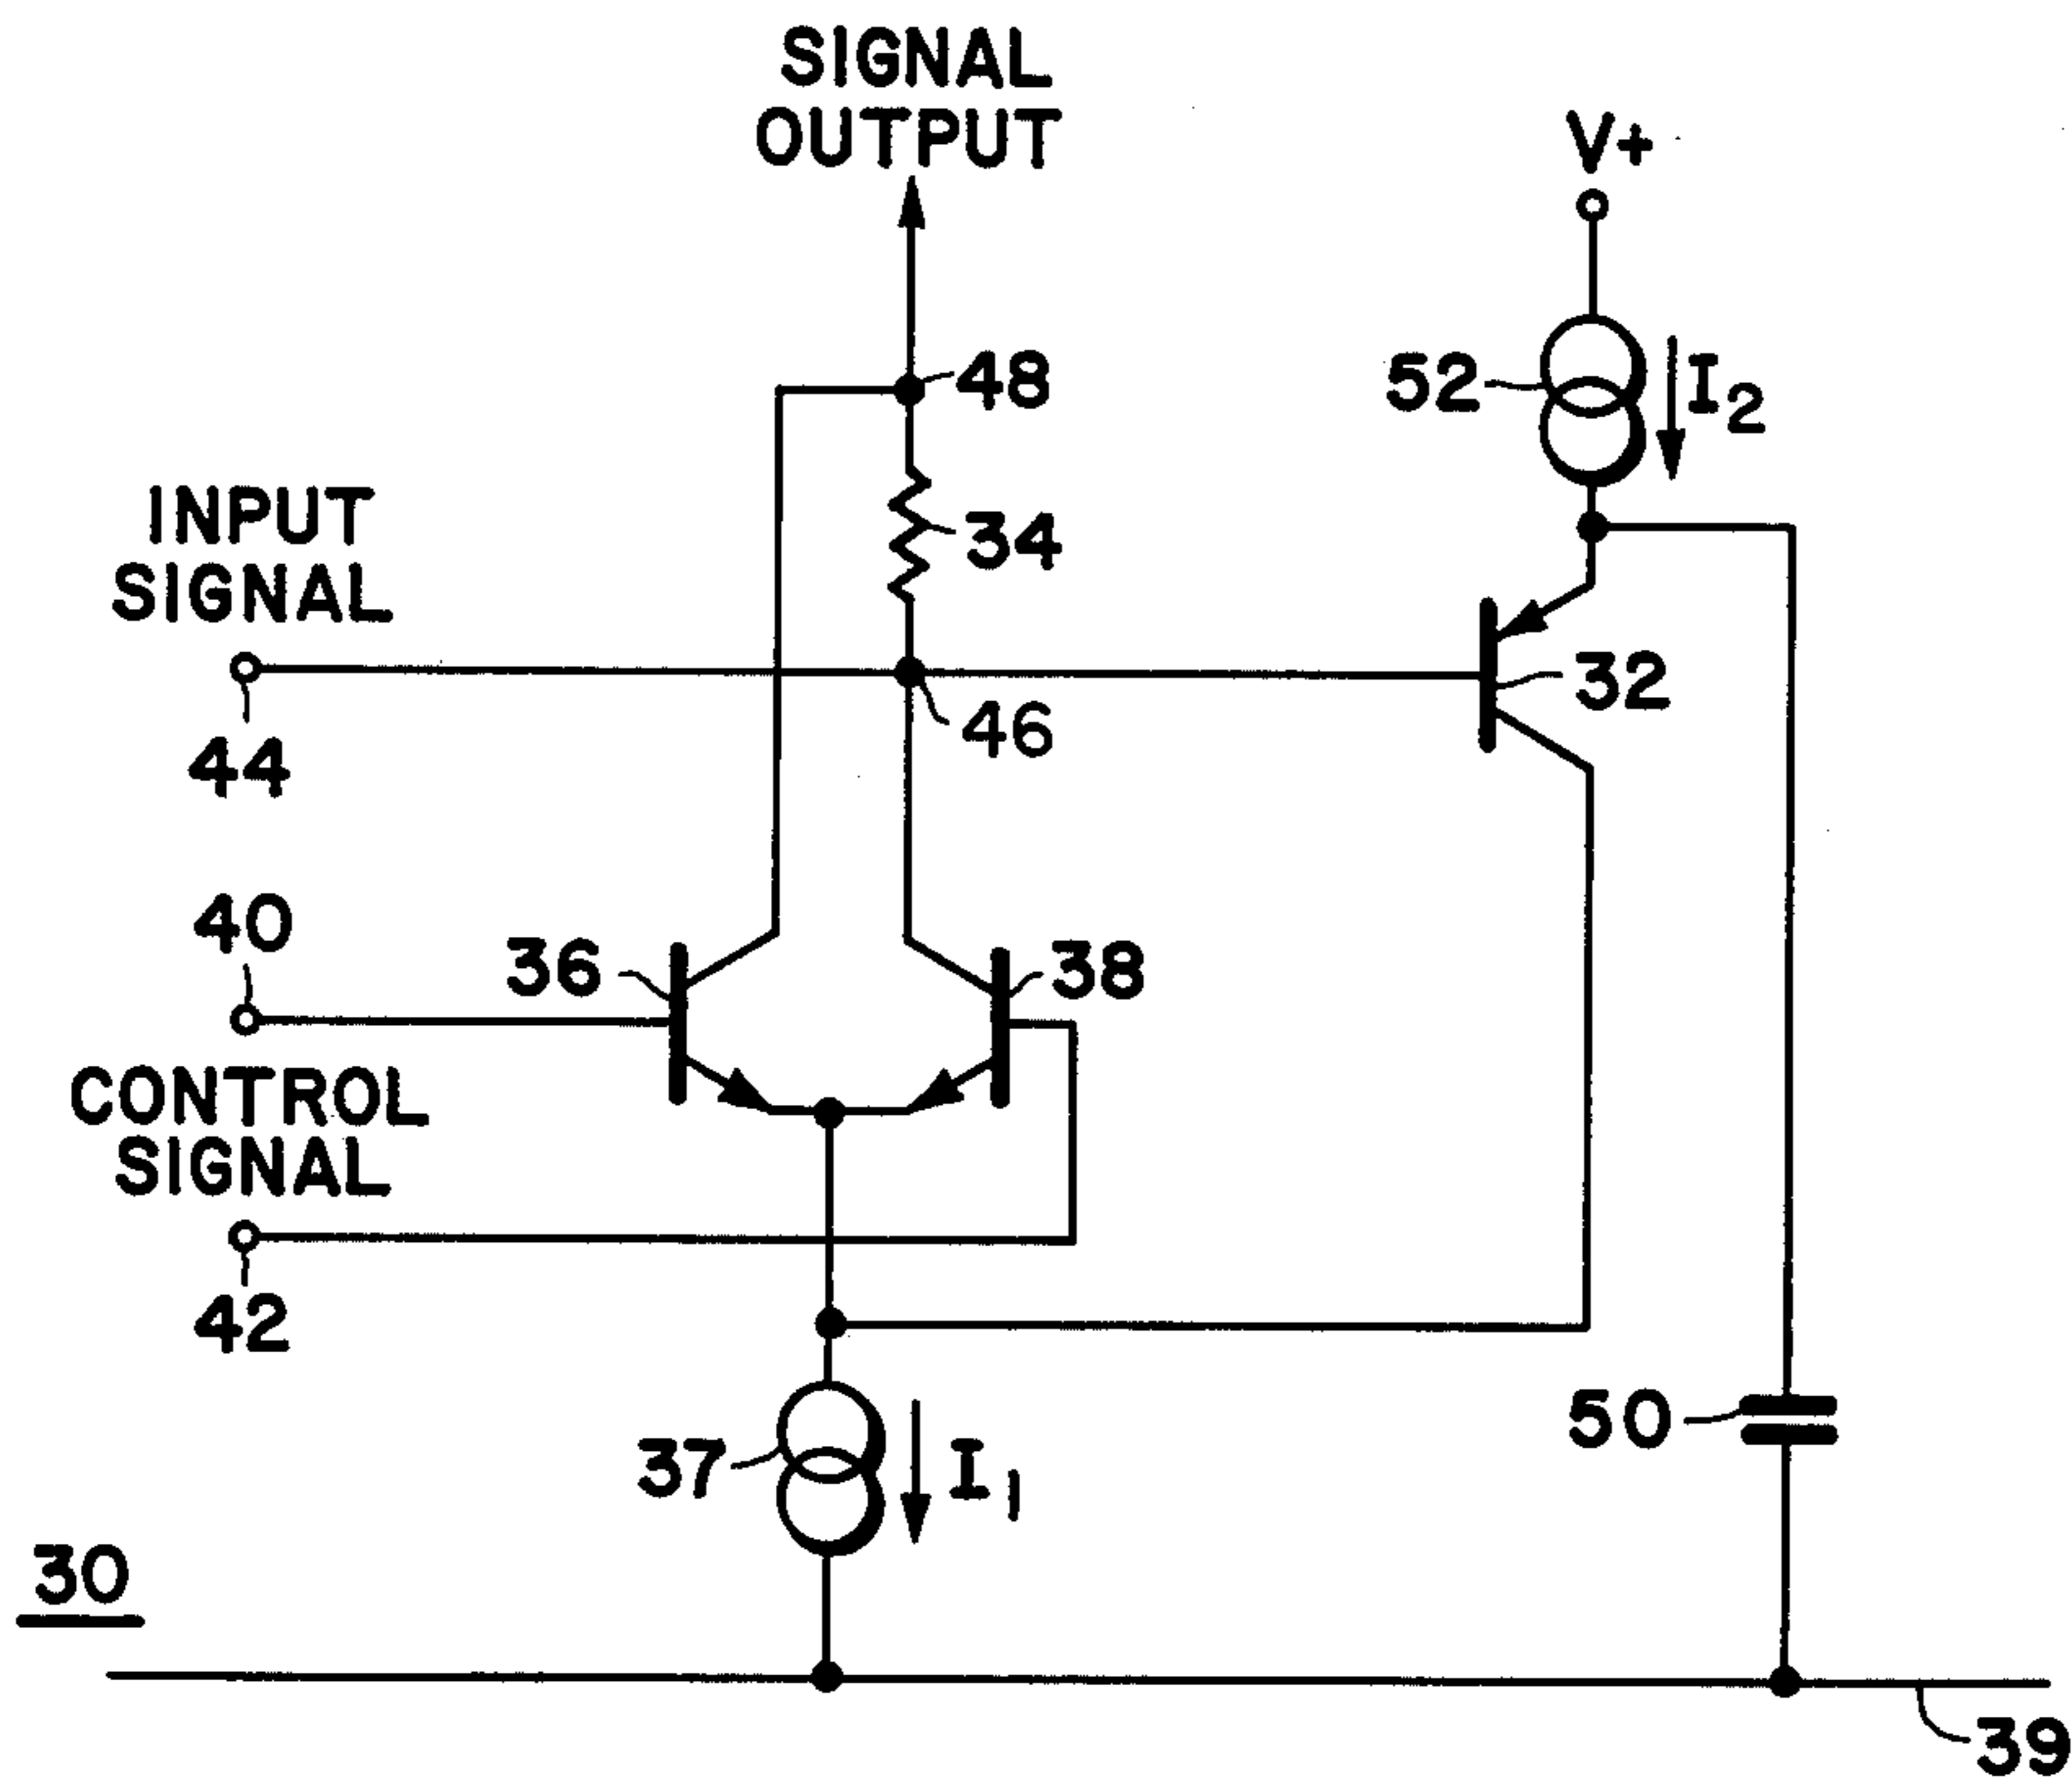 SIGNAL
OUTPUT
V+
48
52
I2
INPUT
SIGNAL
34
32
44
46
40
36
38
CONTROL
SIGNAL
42
50
37
I1
30
39